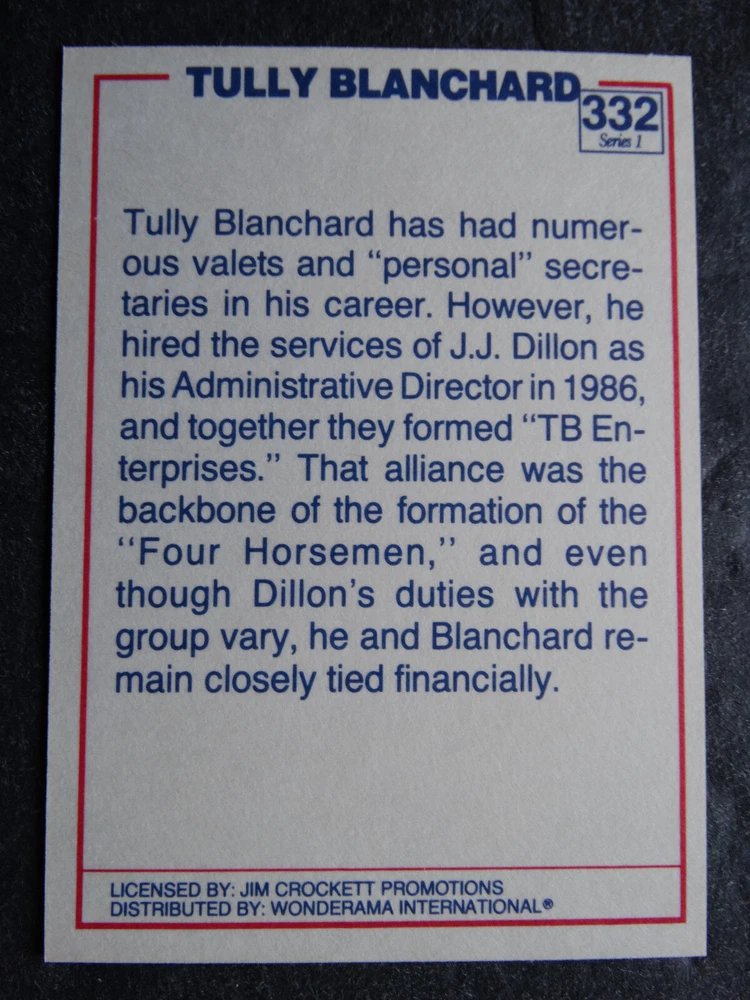 TULLY BLANCHARD
332
Series 1
Tully Blanchard has had numer-
ous valets and “personal” secre-
taries in his career. However, he
hired the services of J.J. Dillon as
his Administrative Director in 1986,
and together they formed “TB En-
terprises.” That alliance was the
backbone of the formation of the
“Four Horsemen,” and even
though Dillon’s duties with the
group vary, he and Blanchard re-
main closely tied financially.
LICENSED BY: JIM CROCKETT PROMOTIONS
DISTRIBUTED BY: WONDERAMA INTERNATIONAL®